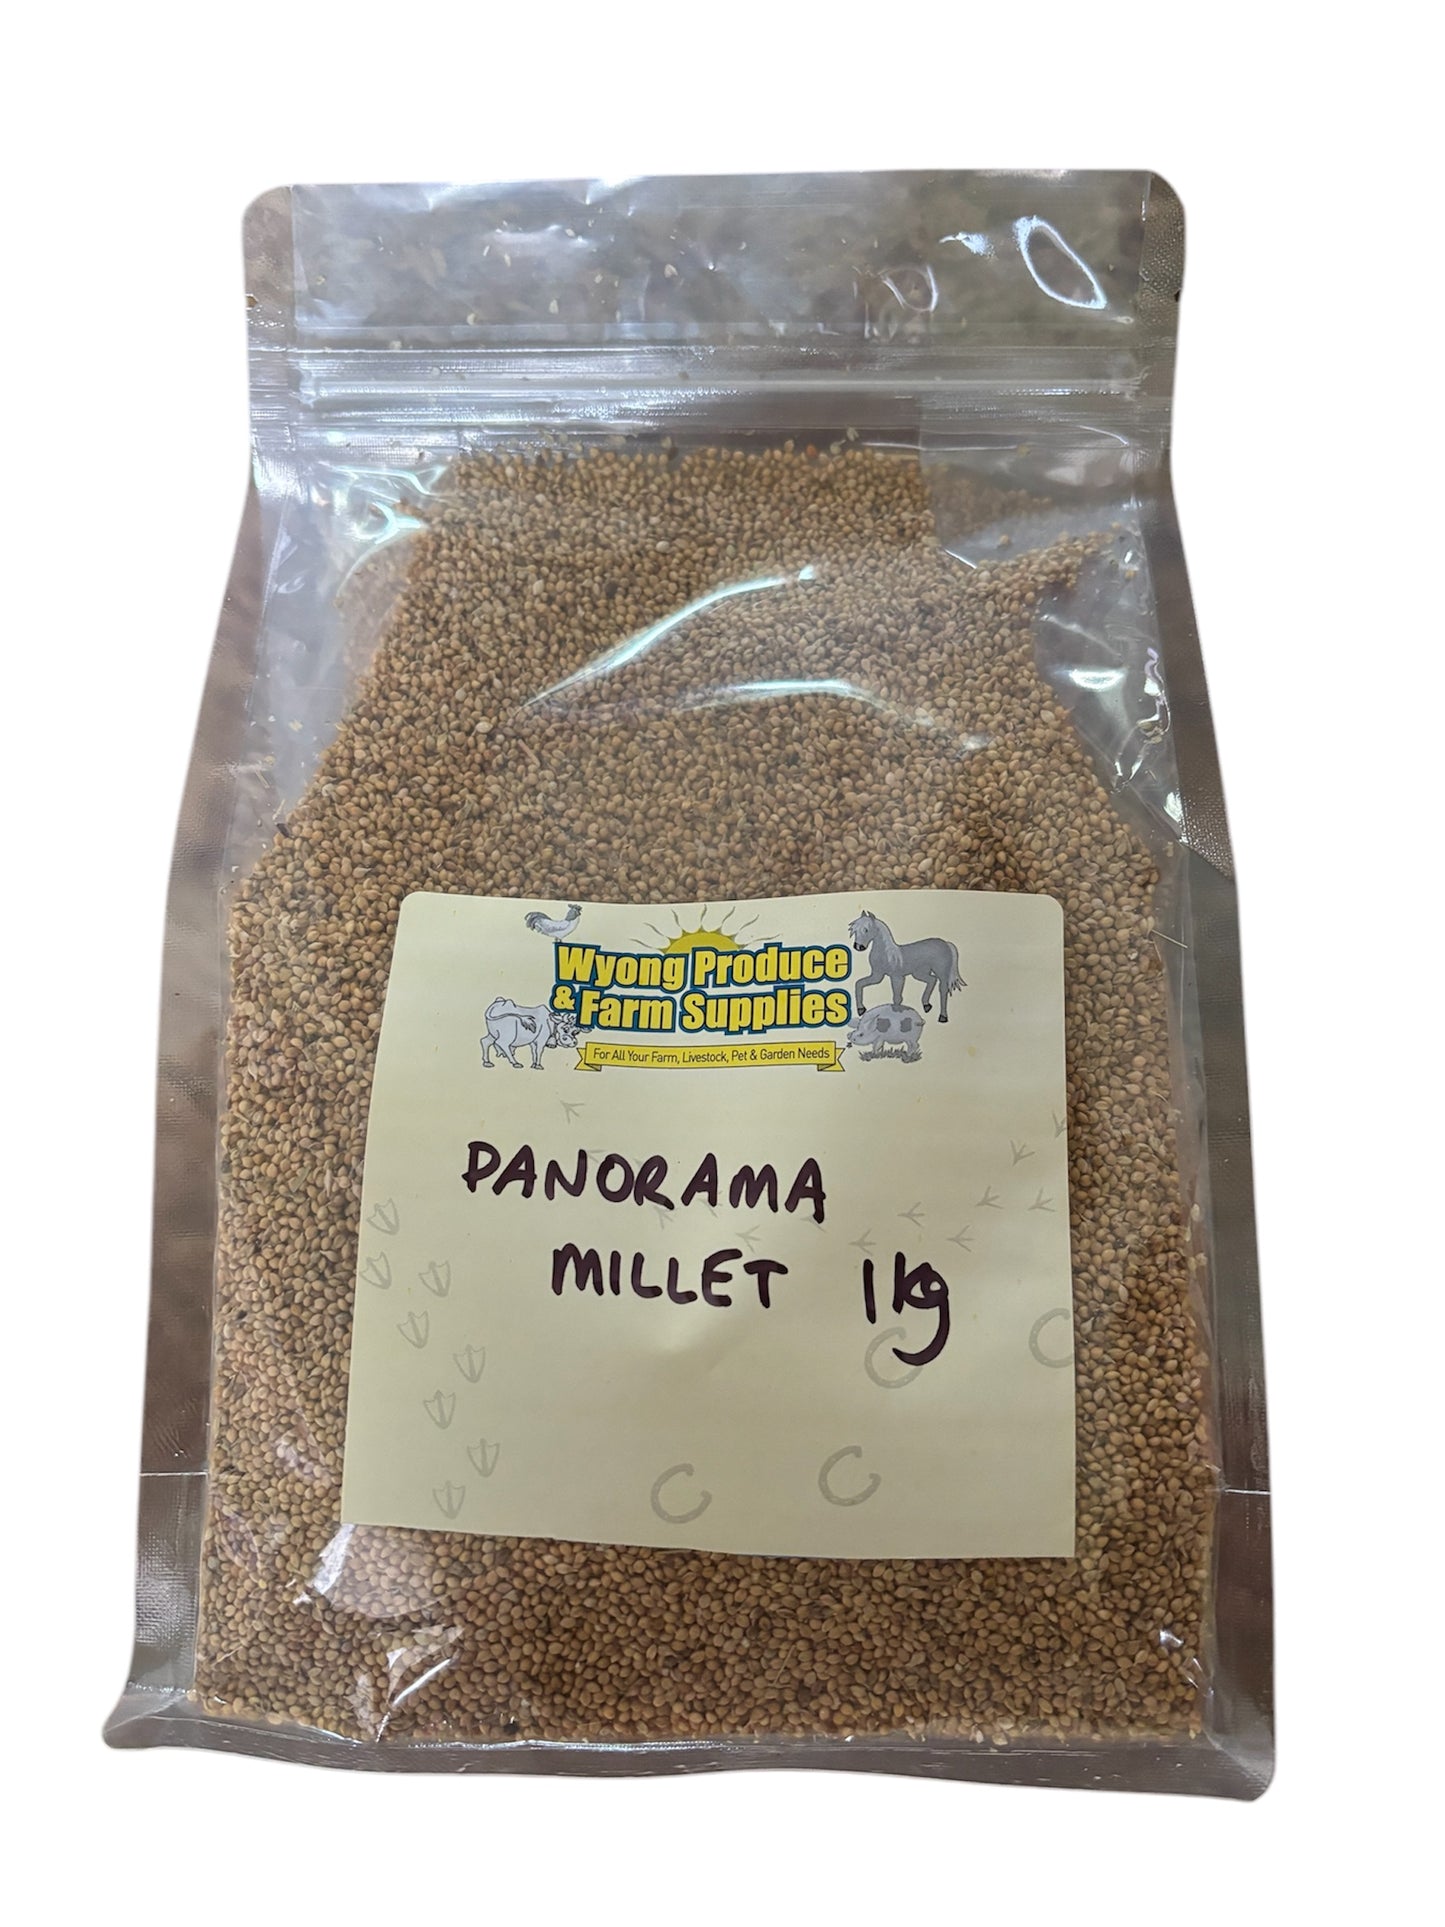 Wyong Produce
& Farm Supplies
For All Your Farm, Livestock, Pet & Garden Needs
PANORAMA
MILLET 1kg